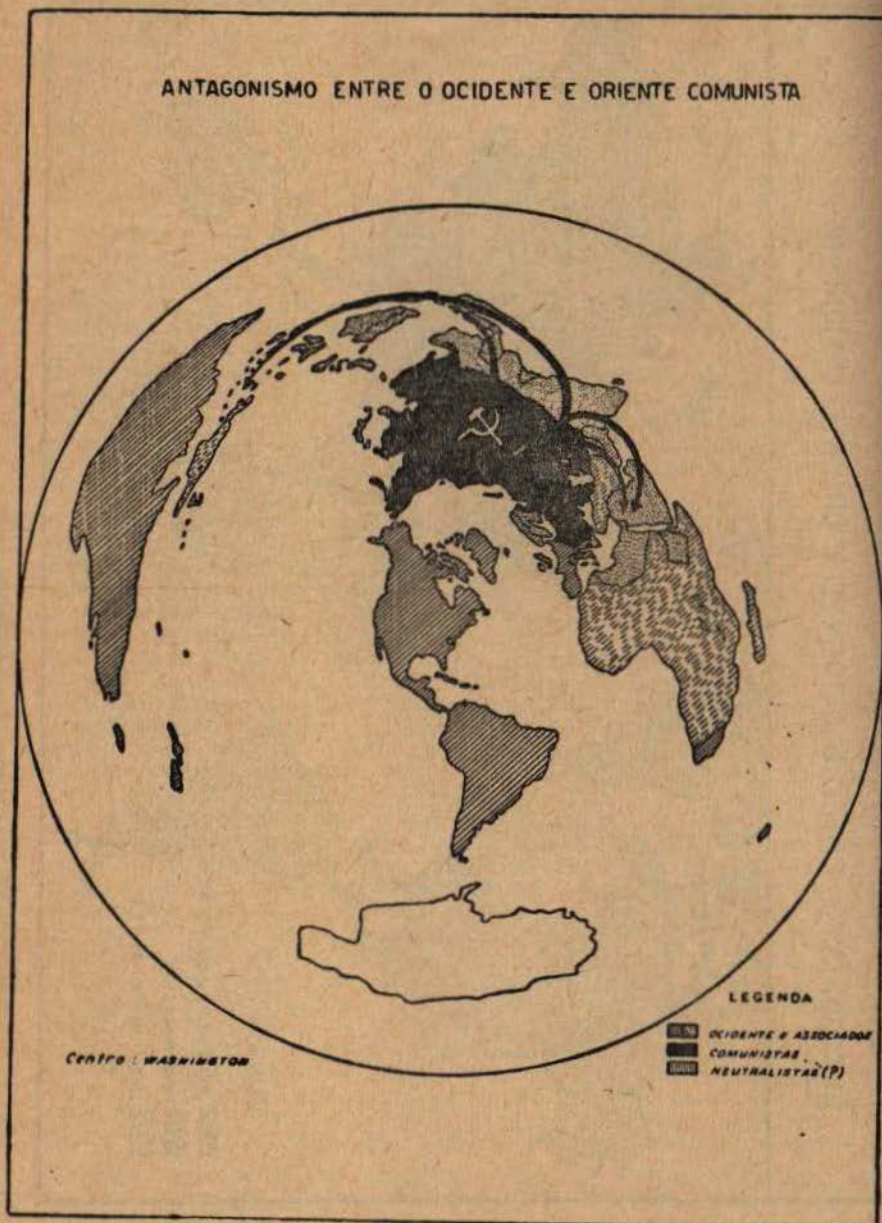 ANTAGONISMO ENTRE O OCIDENTE E ORIENTE COMUNISTA
LEGENDA
OCIDENTE E ASSOCIADOS
COMUNISTAS
NEUTRALISTAS (?)
Centro: WASHINGTON